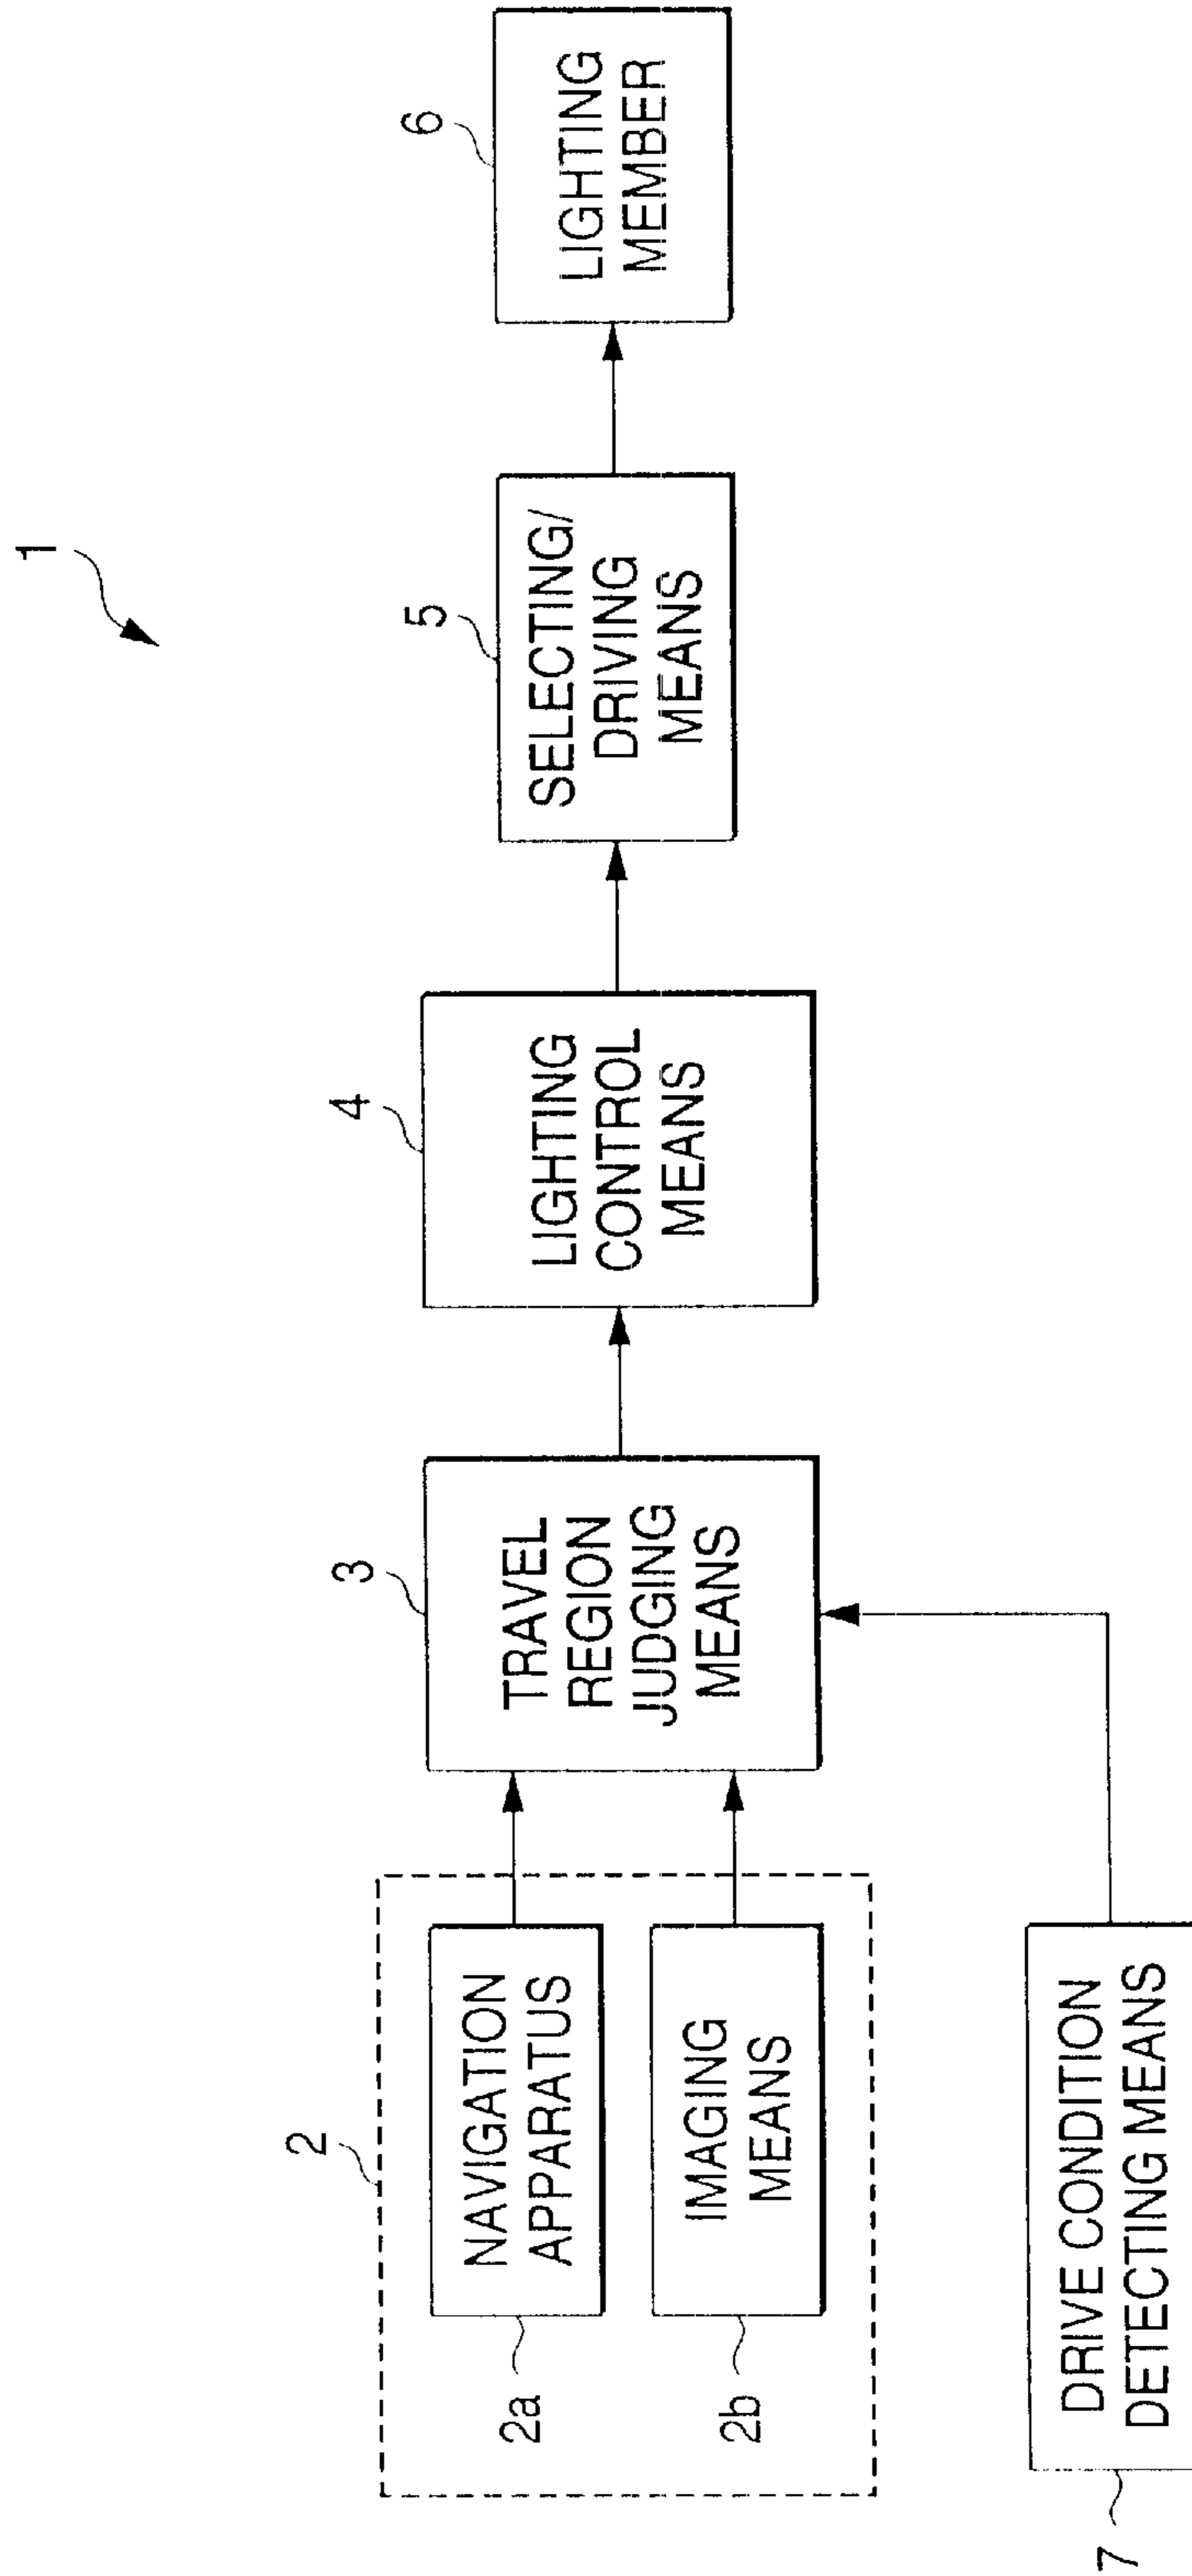 1
2
2a
NAVIGATION
APPARATUS
2b
IMAGING
MEANS
3
TRAVEL
REGION
JUDGING
MEANS
4
LIGHTING
CONTROL
MEANS
5
SELECTING/
DRIVING
MEANS
6
LIGHTING
MEMBER
7
DRIVE CONDITION
DETECTING MEANS